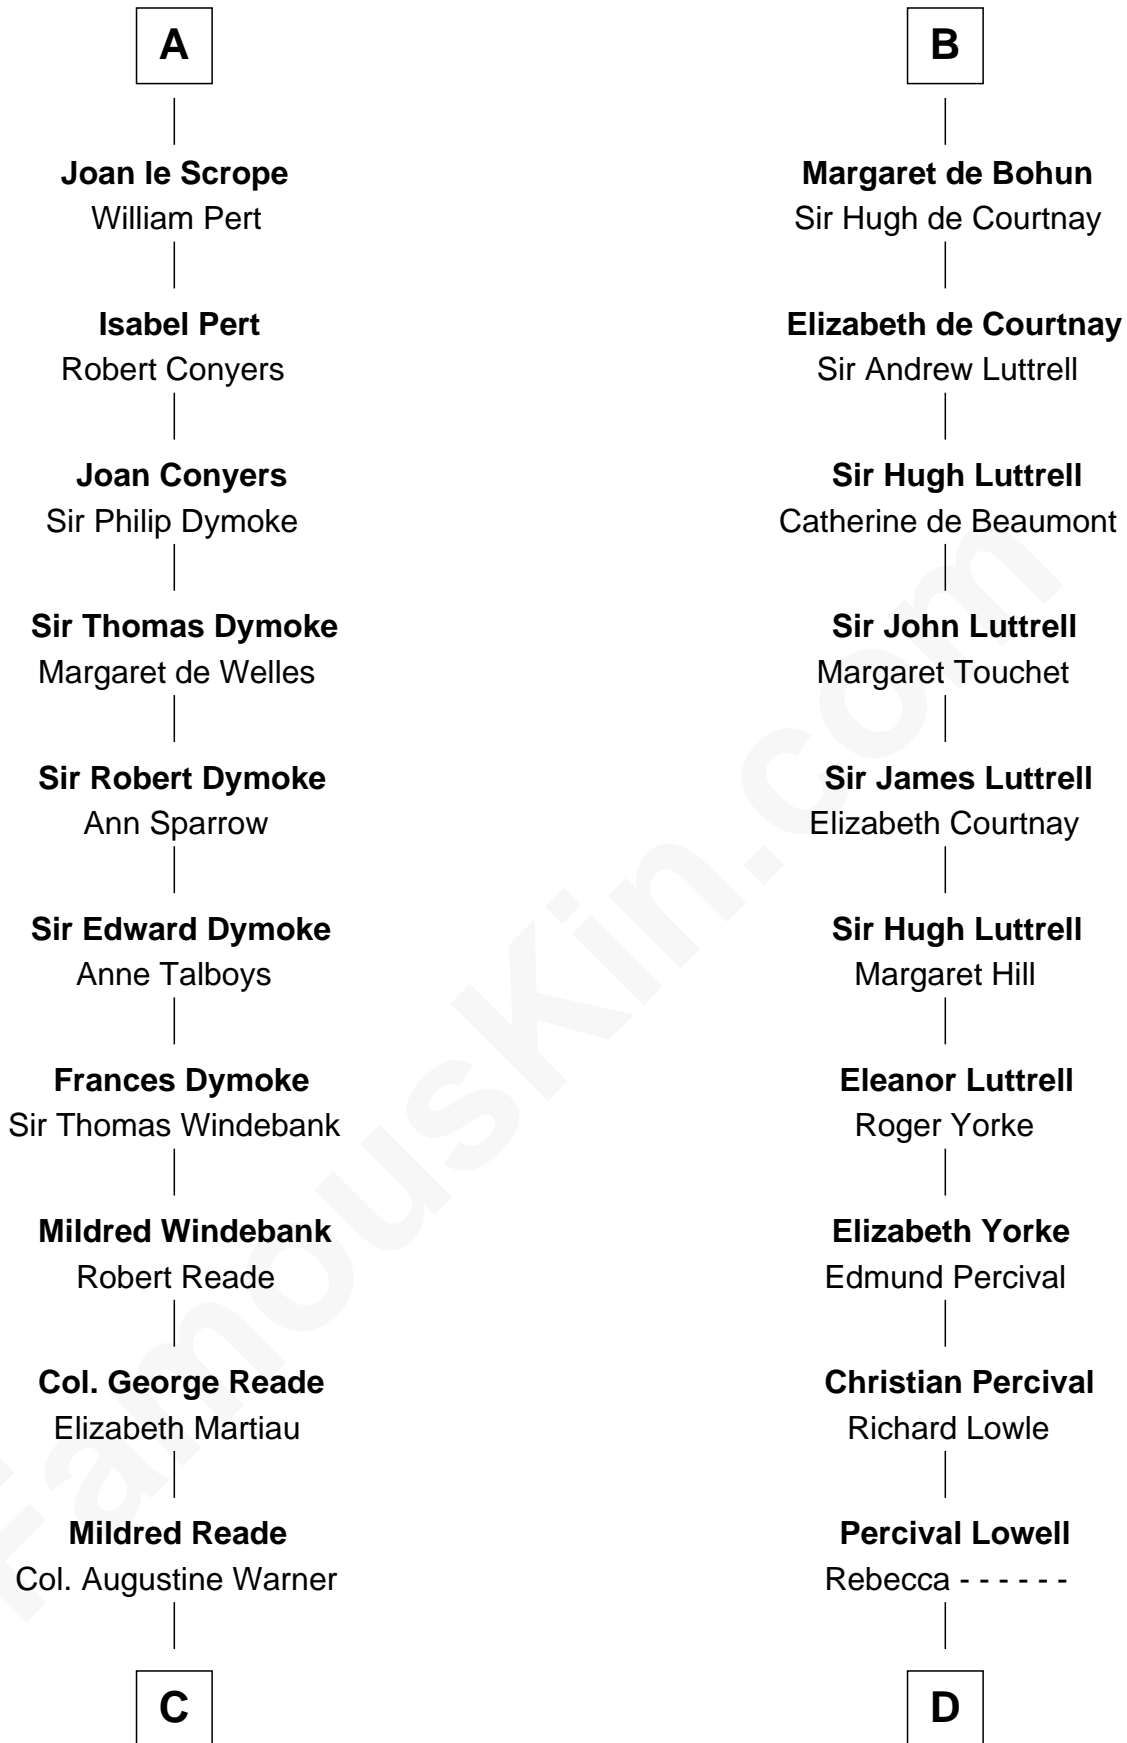 A
Joan le Scrope
William Pert
Isabel Pert
Robert Conyers
Joan Conyers
Sir Philip Dymoke
Sir Thomas Dymoke
Margaret de Welles
Sir Robert Dymoke
Ann Sparrow
Sir Edward Dymoke
Anne Talboys
Frances Dymoke
Sir Thomas Windebank
Mildred Windebank
Robert Reade
Col. George Reade
Elizabeth Martiau
Mildred Reade
Col. Augustine Warner
C
B
Margaret de Bohun
Sir Hugh de Courtnay
Elizabeth de Courtnay
Sir Andrew Luttrell
Sir Hugh Luttrell
Catherine de Beaumont
Sir John Luttrell
Margaret Touchet
Sir James Luttrell
Elizabeth Courtnay
Sir Hugh Luttrell
Margaret Hill
Eleanor Luttrell
Roger Yorke
Elizabeth Yorke
Edmund Percival
Christian Percival
Richard Lowle
Percival Lowell
Rebecca - - - - - -
D
FamousKin.com